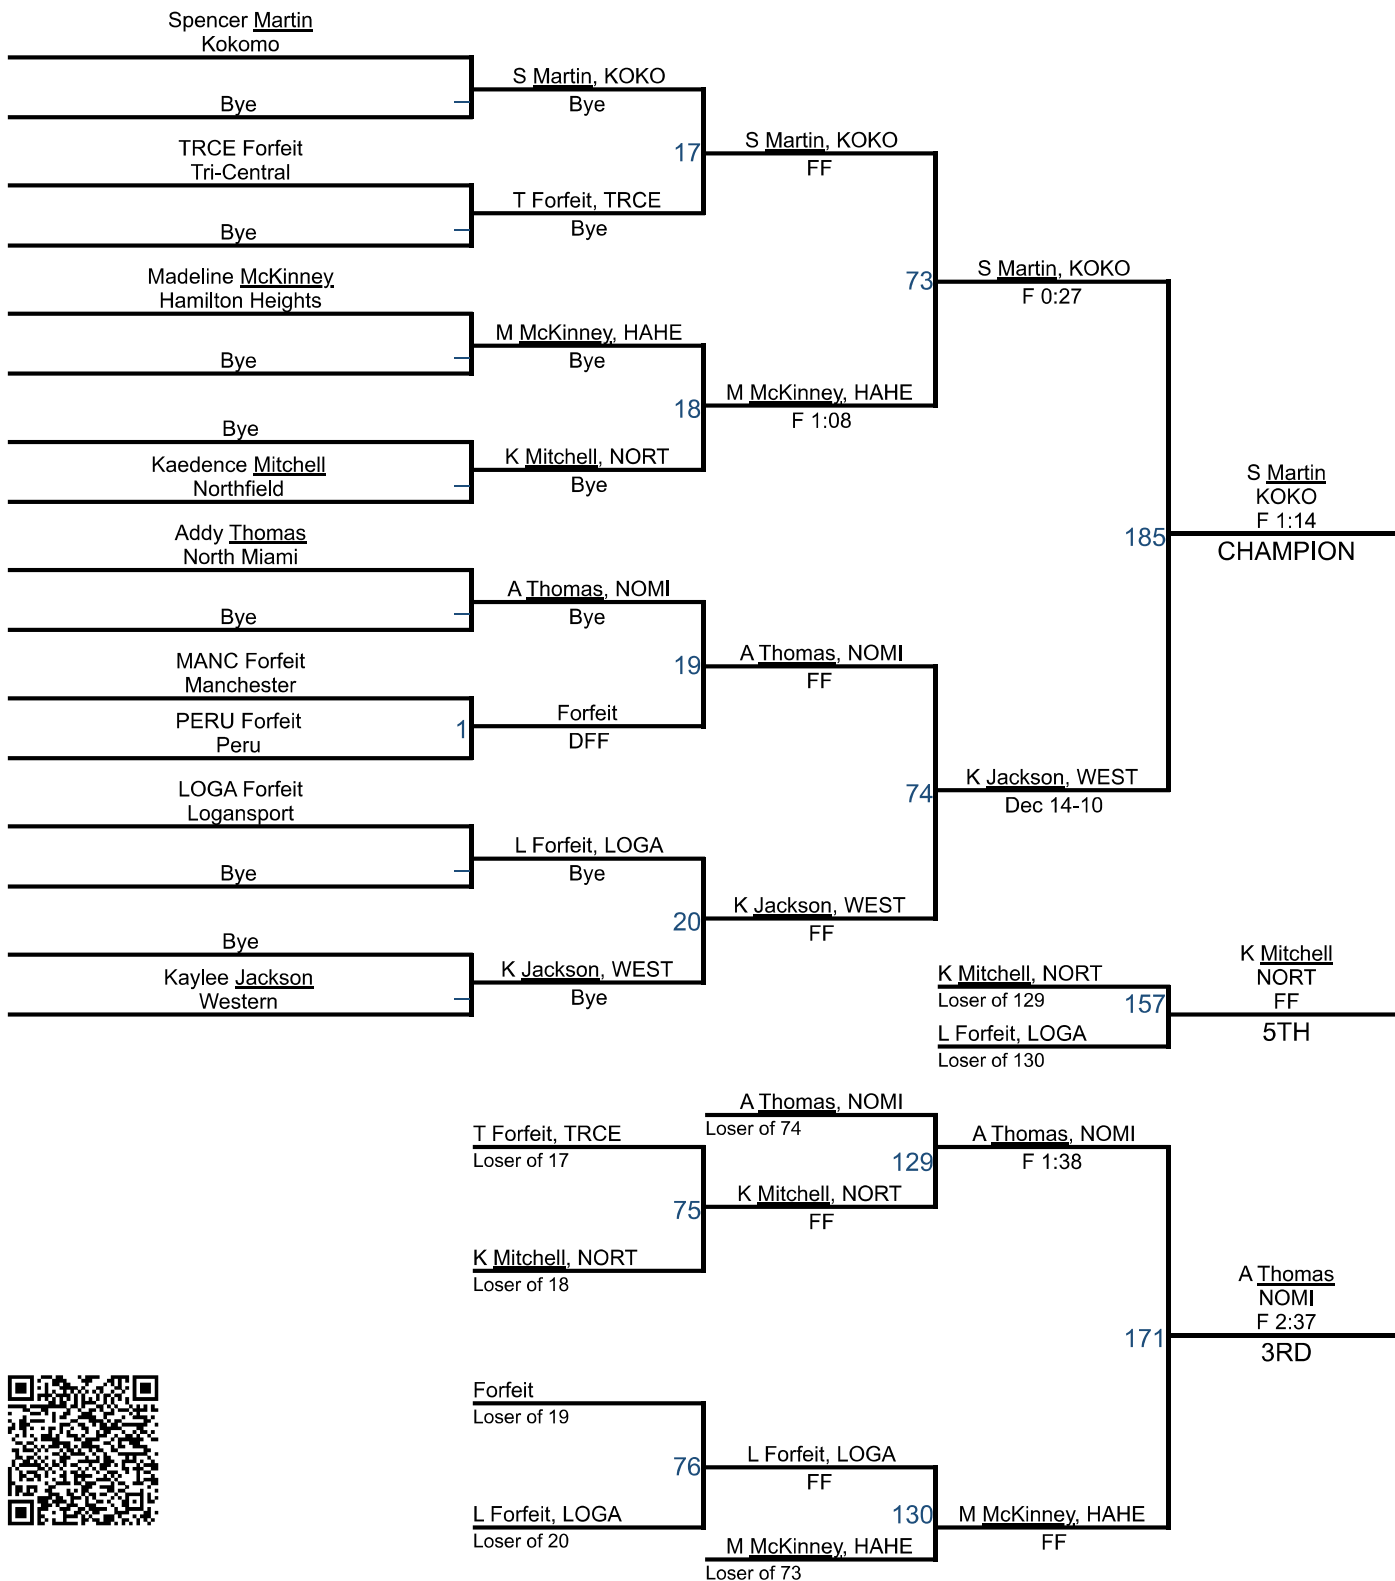 Spencer Martin
Kokomo
Bye
S Martin, KOKO
Bye
TRCE Forfeit
Tri-Central
Bye
T Forfeit, TRCE
Bye
17
S Martin, KOKO
FF
Madeline McKinney
Hamilton Heights
Bye
M McKinney, HAHE
Bye
Bye
Kaedence Mitchell
Northfield
K Mitchell, NORT
Bye
18
M McKinney, HAHE
F 1:08
73
S Martin, KOKO
F 0:27
Addy Thomas
North Miami
Bye
A Thomas, NOMI
Bye
MANC Forfeit
Manchester
PERU Forfeit
Peru
1
Forfeit
DFF
19
A Thomas, NOMI
FF
LOGA Forfeit
Logansport
Bye
L Forfeit, LOGA
Bye
Bye
Kaylee Jackson
Western
K Jackson, WEST
Bye
20
K Jackson, WEST
FF
74
K Jackson, WEST
Dec 14-10
185
S Martin
KOKO
F 1:14
CHAMPION
K Mitchell, NORT
Loser of 129
L Forfeit, LOGA
Loser of 130
157
K Mitchell
NORT
FF
5TH
A Thomas, NOMI
Loser of 74
T Forfeit, TRCE
Loser of 17
K Mitchell, NORT
Loser of 18
75
K Mitchell, NORT
FF
129
A Thomas, NOMI
F 1:38
Forfeit
Loser of 19
L Forfeit, LOGA
Loser of 20
76
L Forfeit, LOGA
FF
M McKinney, HAHE
Loser of 73
130
M McKinney, HAHE
FF
171
A Thomas
NOMI
F 2:37
3RD